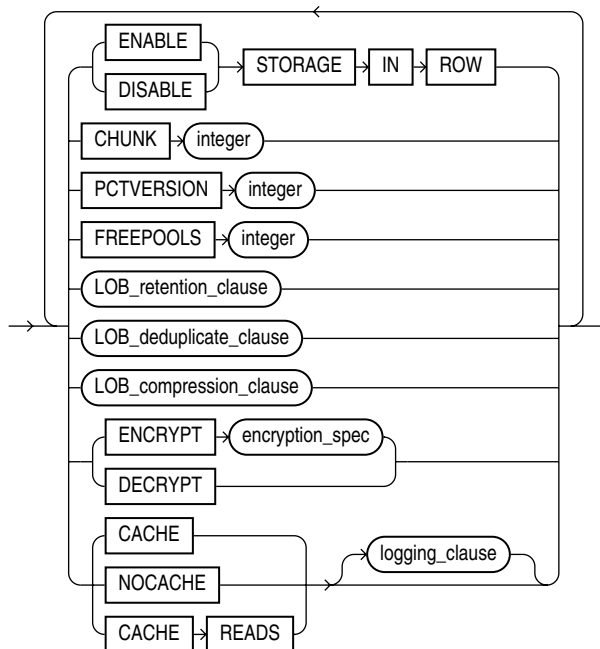 ENABLE
DISABLE
STORAGE IN ROW
CHUNK integer
PCTVERSION integer
FREEPOOLS integer
LOB_retention_clause
LOB_deduplicate_clause
LOB_compression_clause
ENCRYPT encryption_spec
DECRYPT
CACHE
NOCACHE
CACHE READS
logging_clause